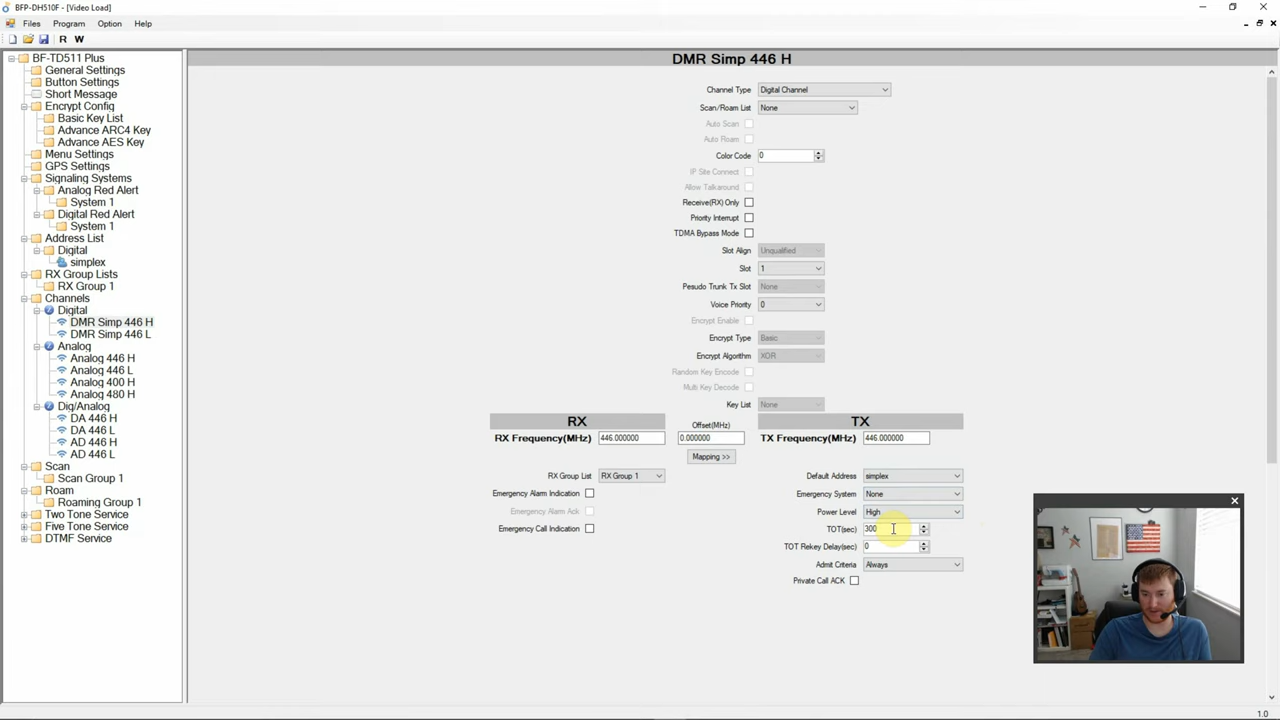 BFP-DH510F - [Video Load]
Files Program Option Help
R W
BF-TD511 Plus
General Settings
Button Settings
Short Message
Encrypt Config
Basic Key List
Advance ARC4 Key
Advance AES Key
Menu Settings
GPS Settings
Signaling Systems
Analog Red Alert
System 1
Digital Red Alert
System 1
Address List
Digital
simplex
RX Group Lists
RX Group 1
Channels
Digital
DMR Simp 446 H
DMR Simp 446 L
Analog
Analog 446 H
Analog 446 L
Analog 400 H
Analog 480 H
Dig/Analog
DA 446 H
DA 446 L
AD 446 H
AD 446 L
Scan
Scan Group 1
Roam
Roaming Group 1
Two Tone Service
Five Tone Service
DTMF Service
DMR Simp 446 H
Channel Type Digital Channel
Scan/Roam List None
Auto Scan
Auto Roam
Color Code 0
IP Site Connect
Allow Talkaround
Receive(RX) Only
Priority Interrupt
TDMA Bypass Mode
Slot Align Unqualified
Slot 1
Pesudo Trunk Tx Slot None
Voice Priority 0
Encrypt Enable
Encrypt Type Basic
Encrypt Algorithm XOR
Random Key Encode
Multi Key Decode
Key List None
RX Offset(MHz) TX
RX Frequency(MHz) 446.000000 0.000000 TX Frequency(MHz) 446.000000
Mapping >>
RX Group List RX Group 1 Default Address simplex
Emergency Alarm Indication Emergency System None
Emergency Alarm Ack Power Level High
Emergency Call Indication TOT(sec) 300
TOT Rekey Delay(sec) 0
Admit Criteria Always
Private Call ACK
1.0